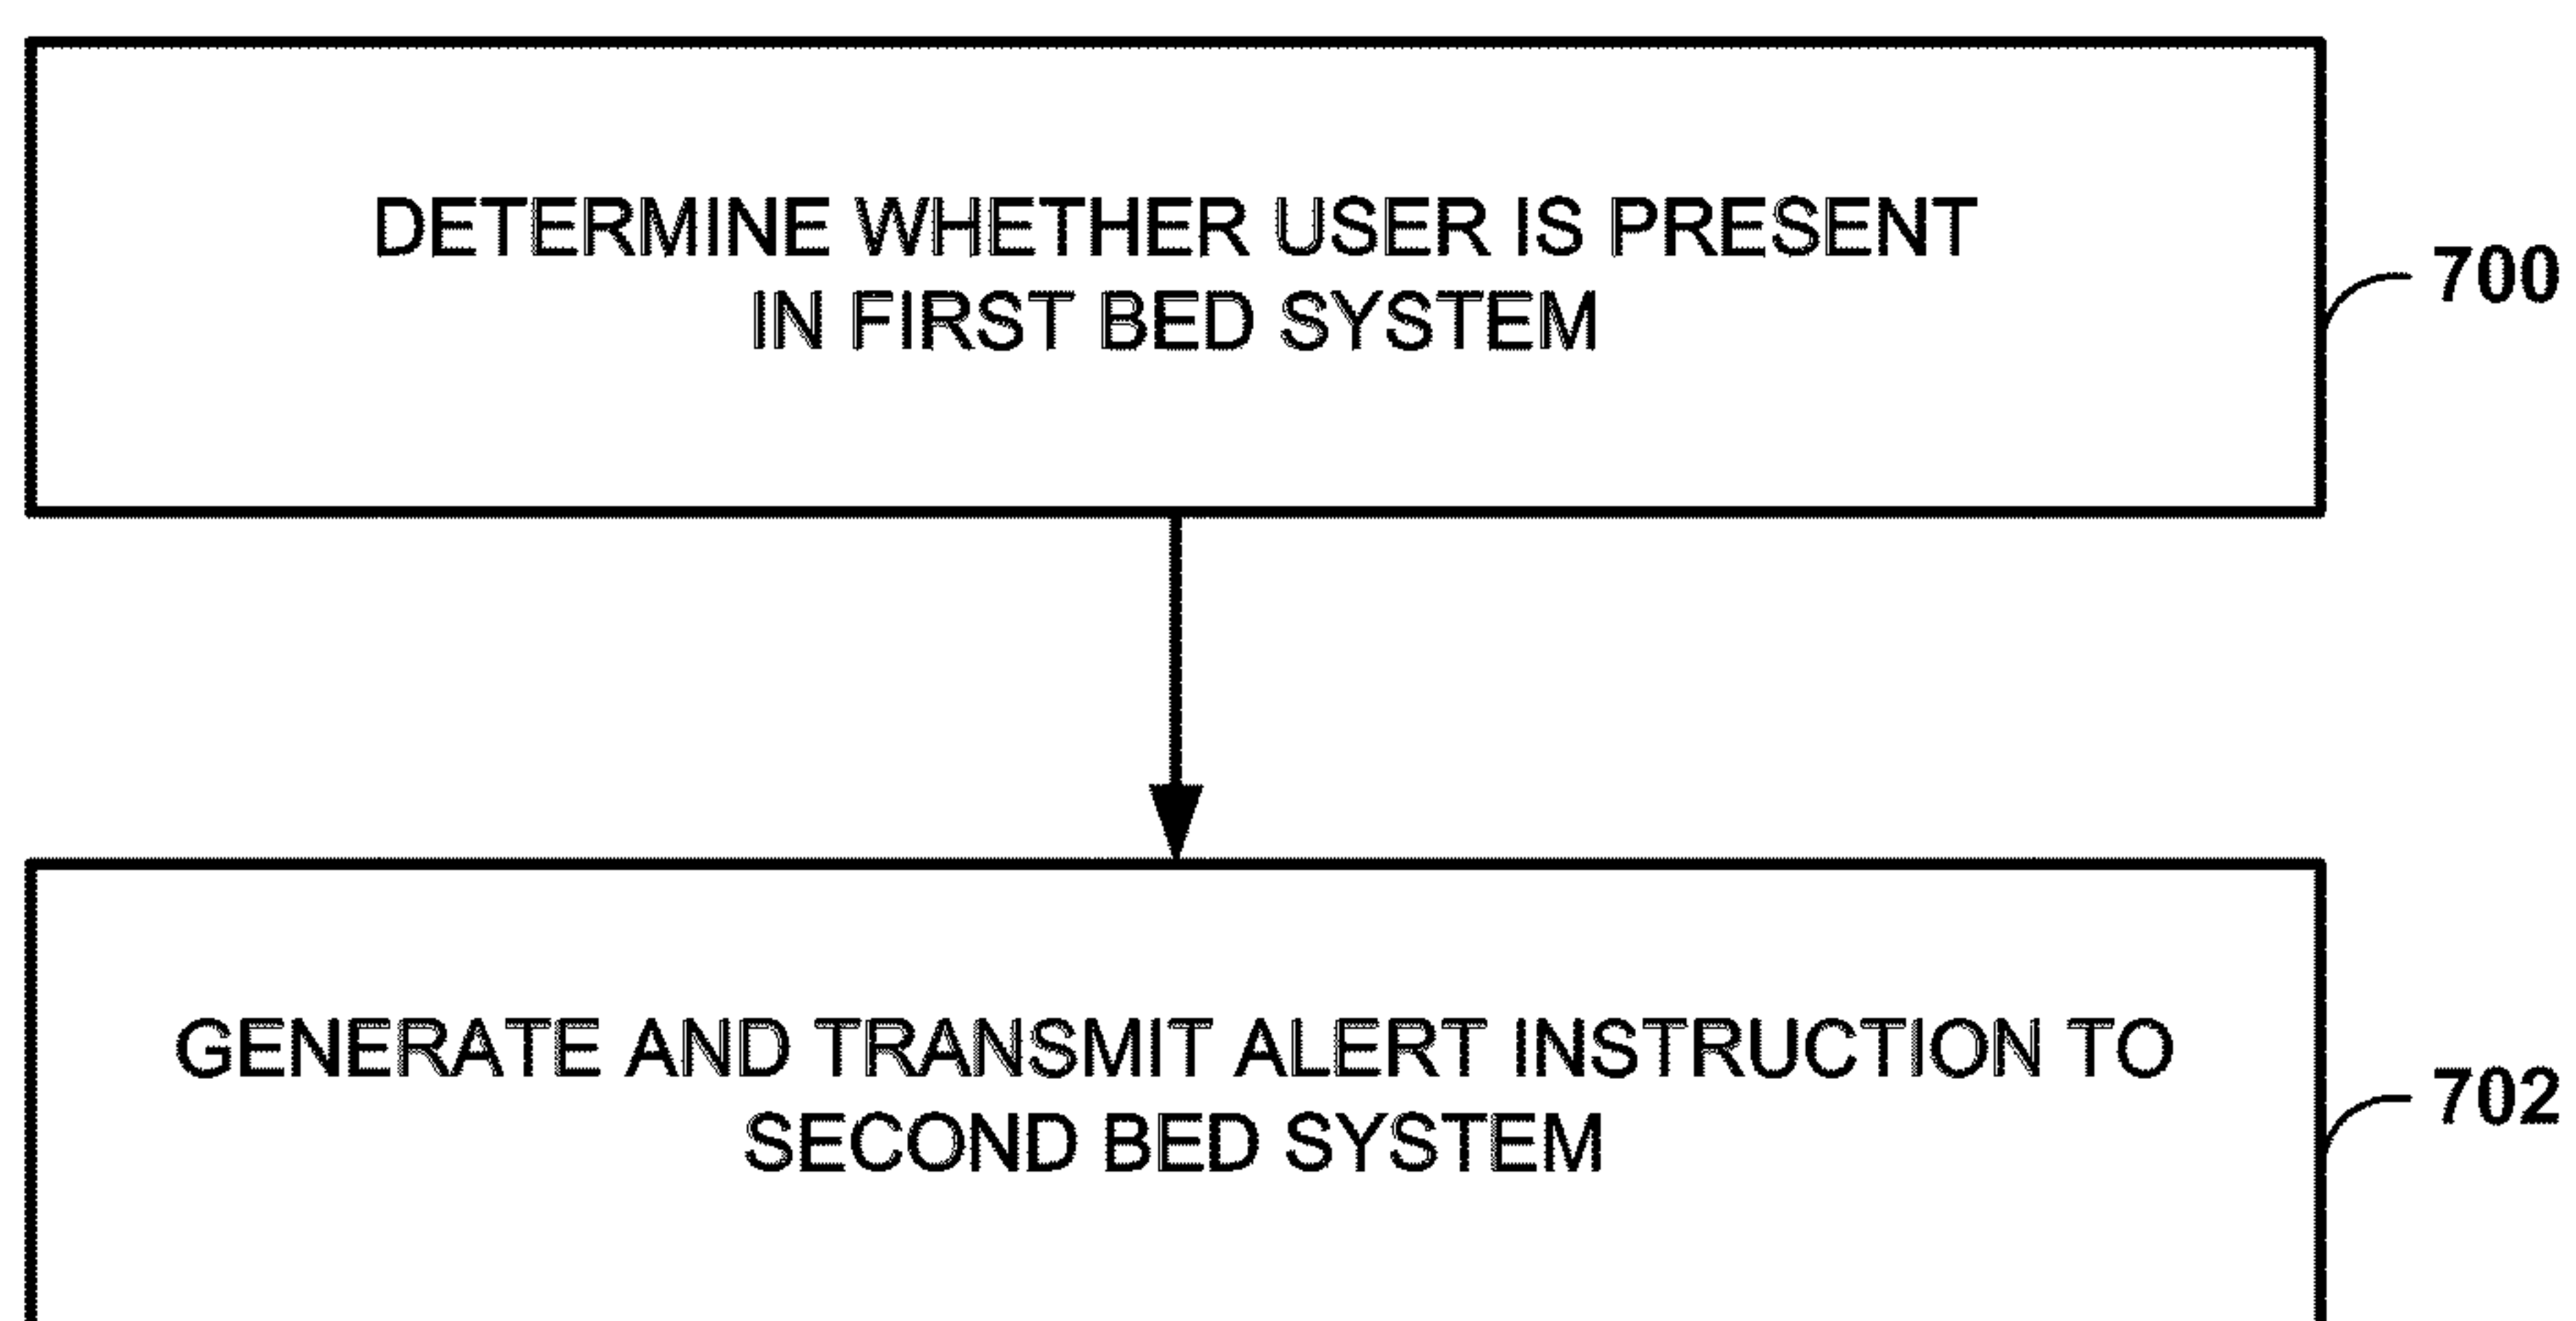 DETERMINE WHETHER USER IS PRESENT
IN FIRST BED SYSTEM
700
GENERATE AND TRANSMIT ALERT INSTRUCTION TO
SECOND BED SYSTEM
702